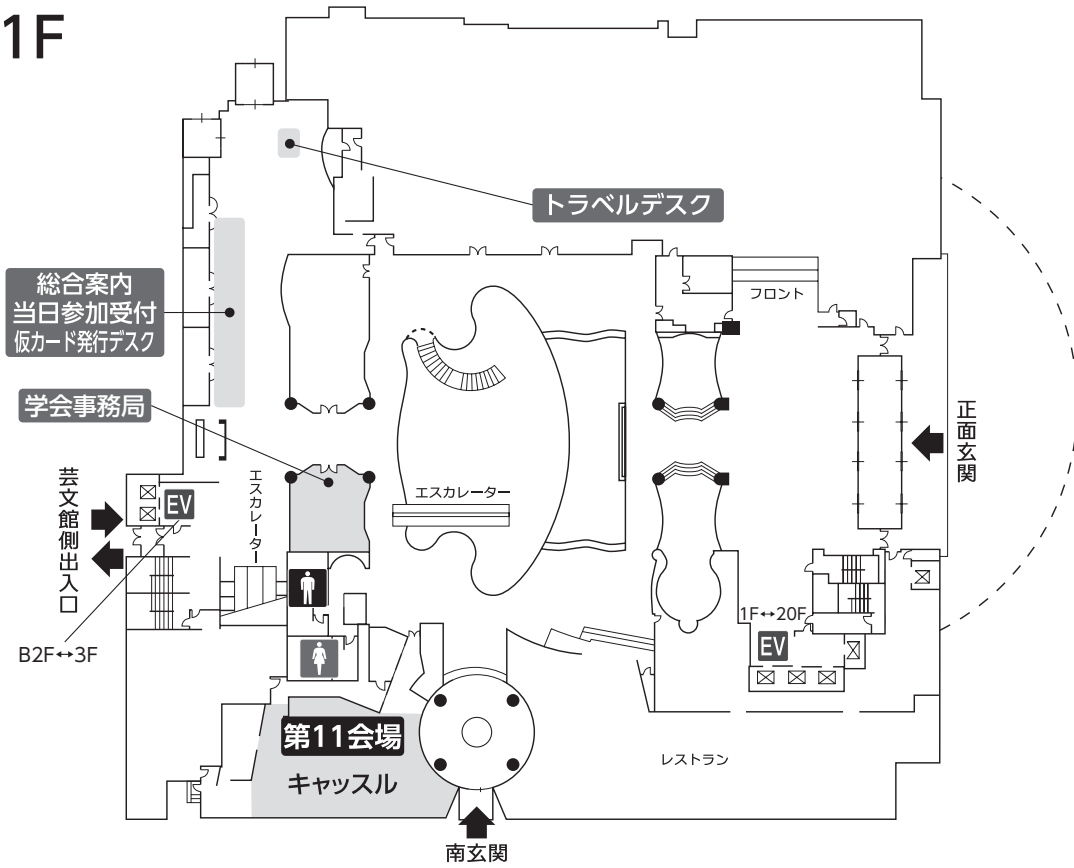 1F
トラベルデスク
総合案内
当日参加受付
仮カード発行デスク
フロント
学会事務局
正面玄関
芸文館側出入口
EV
エスカレーター
エスカレーター
B2F↔3F
1F↔20F
EV
第11会場
キャッスル
レストラン
南玄関